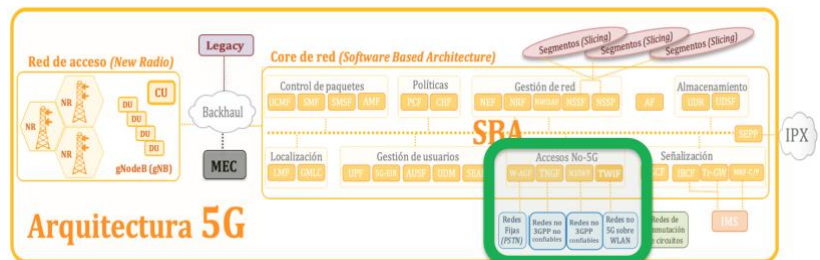 Red de acceso (New Radio)
CU
NR
NR
NR
DU
DU
DU
DU
gNodeB (gNB)
Arquitectura 5G
Legacy
Backhaul
MEC
Core de red (Software Based Architecture)
Segmentos (Slicing)
Segmentos (Slicing)
Segmentos (Slicing)
Control de paquetes
UCMF SMF SMSF AMF
Políticas
PCF CHF
Gestión de red
NEF NRF NWDAF NSSF NSSF
AF
Almacenamiento
UDR UDSF
SBA
SEPP
IPX
Localización
LMF GMLC
Gestión de usuarios
UPF 5G-EIR AUSF UDM
Accesos No-5G
W-AGF TNGF N3IWF TWIF
Señalización
IBCF Tr-GW
Redes
Fijas
(PSTN)
Redes no
3GPP no
confiables
Redes no
3GPP
confiables
Redes no
5G sobre
WLAN
Redes de
circuitos
IMS